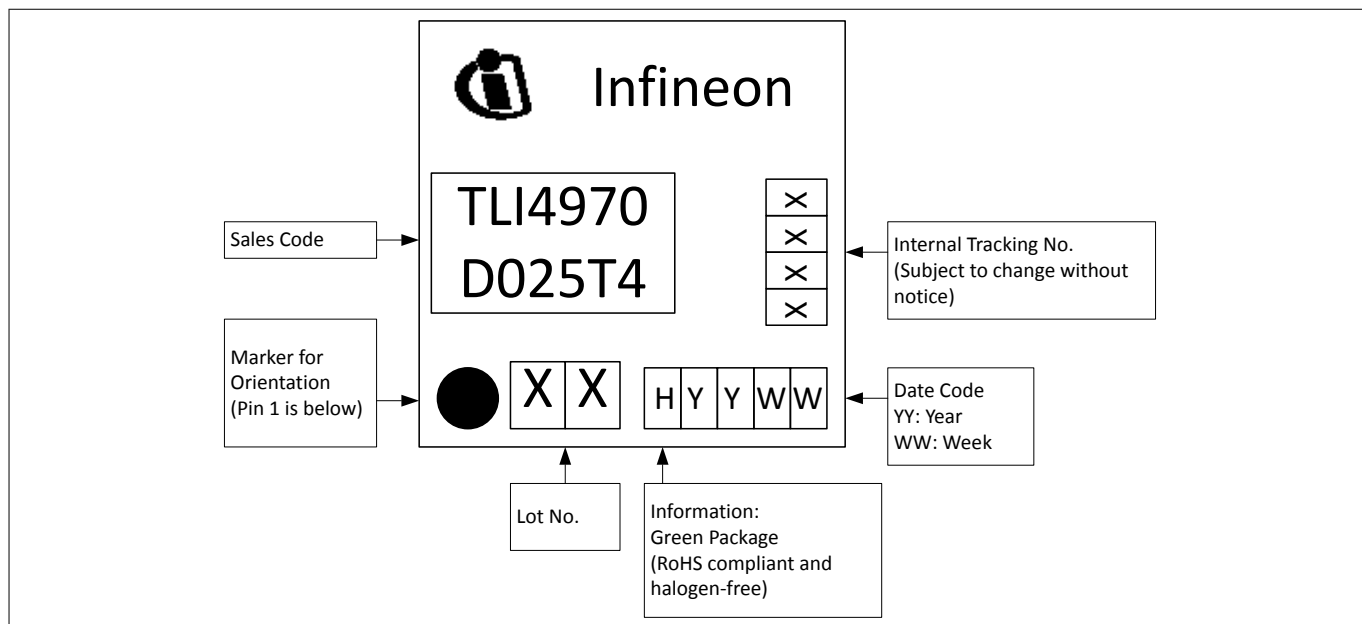 Infineon
TLI4970
D025T4
X
X
X
X
Sales Code
Internal Tracking No.
(Subject to change without
notice)
Marker for
Orientation
(Pin 1 is below)
X X
H Y Y W W
Date Code
YY: Year
WW: Week
Lot No.
Information:
Green Package
(RoHS compliant and
halogen-free)